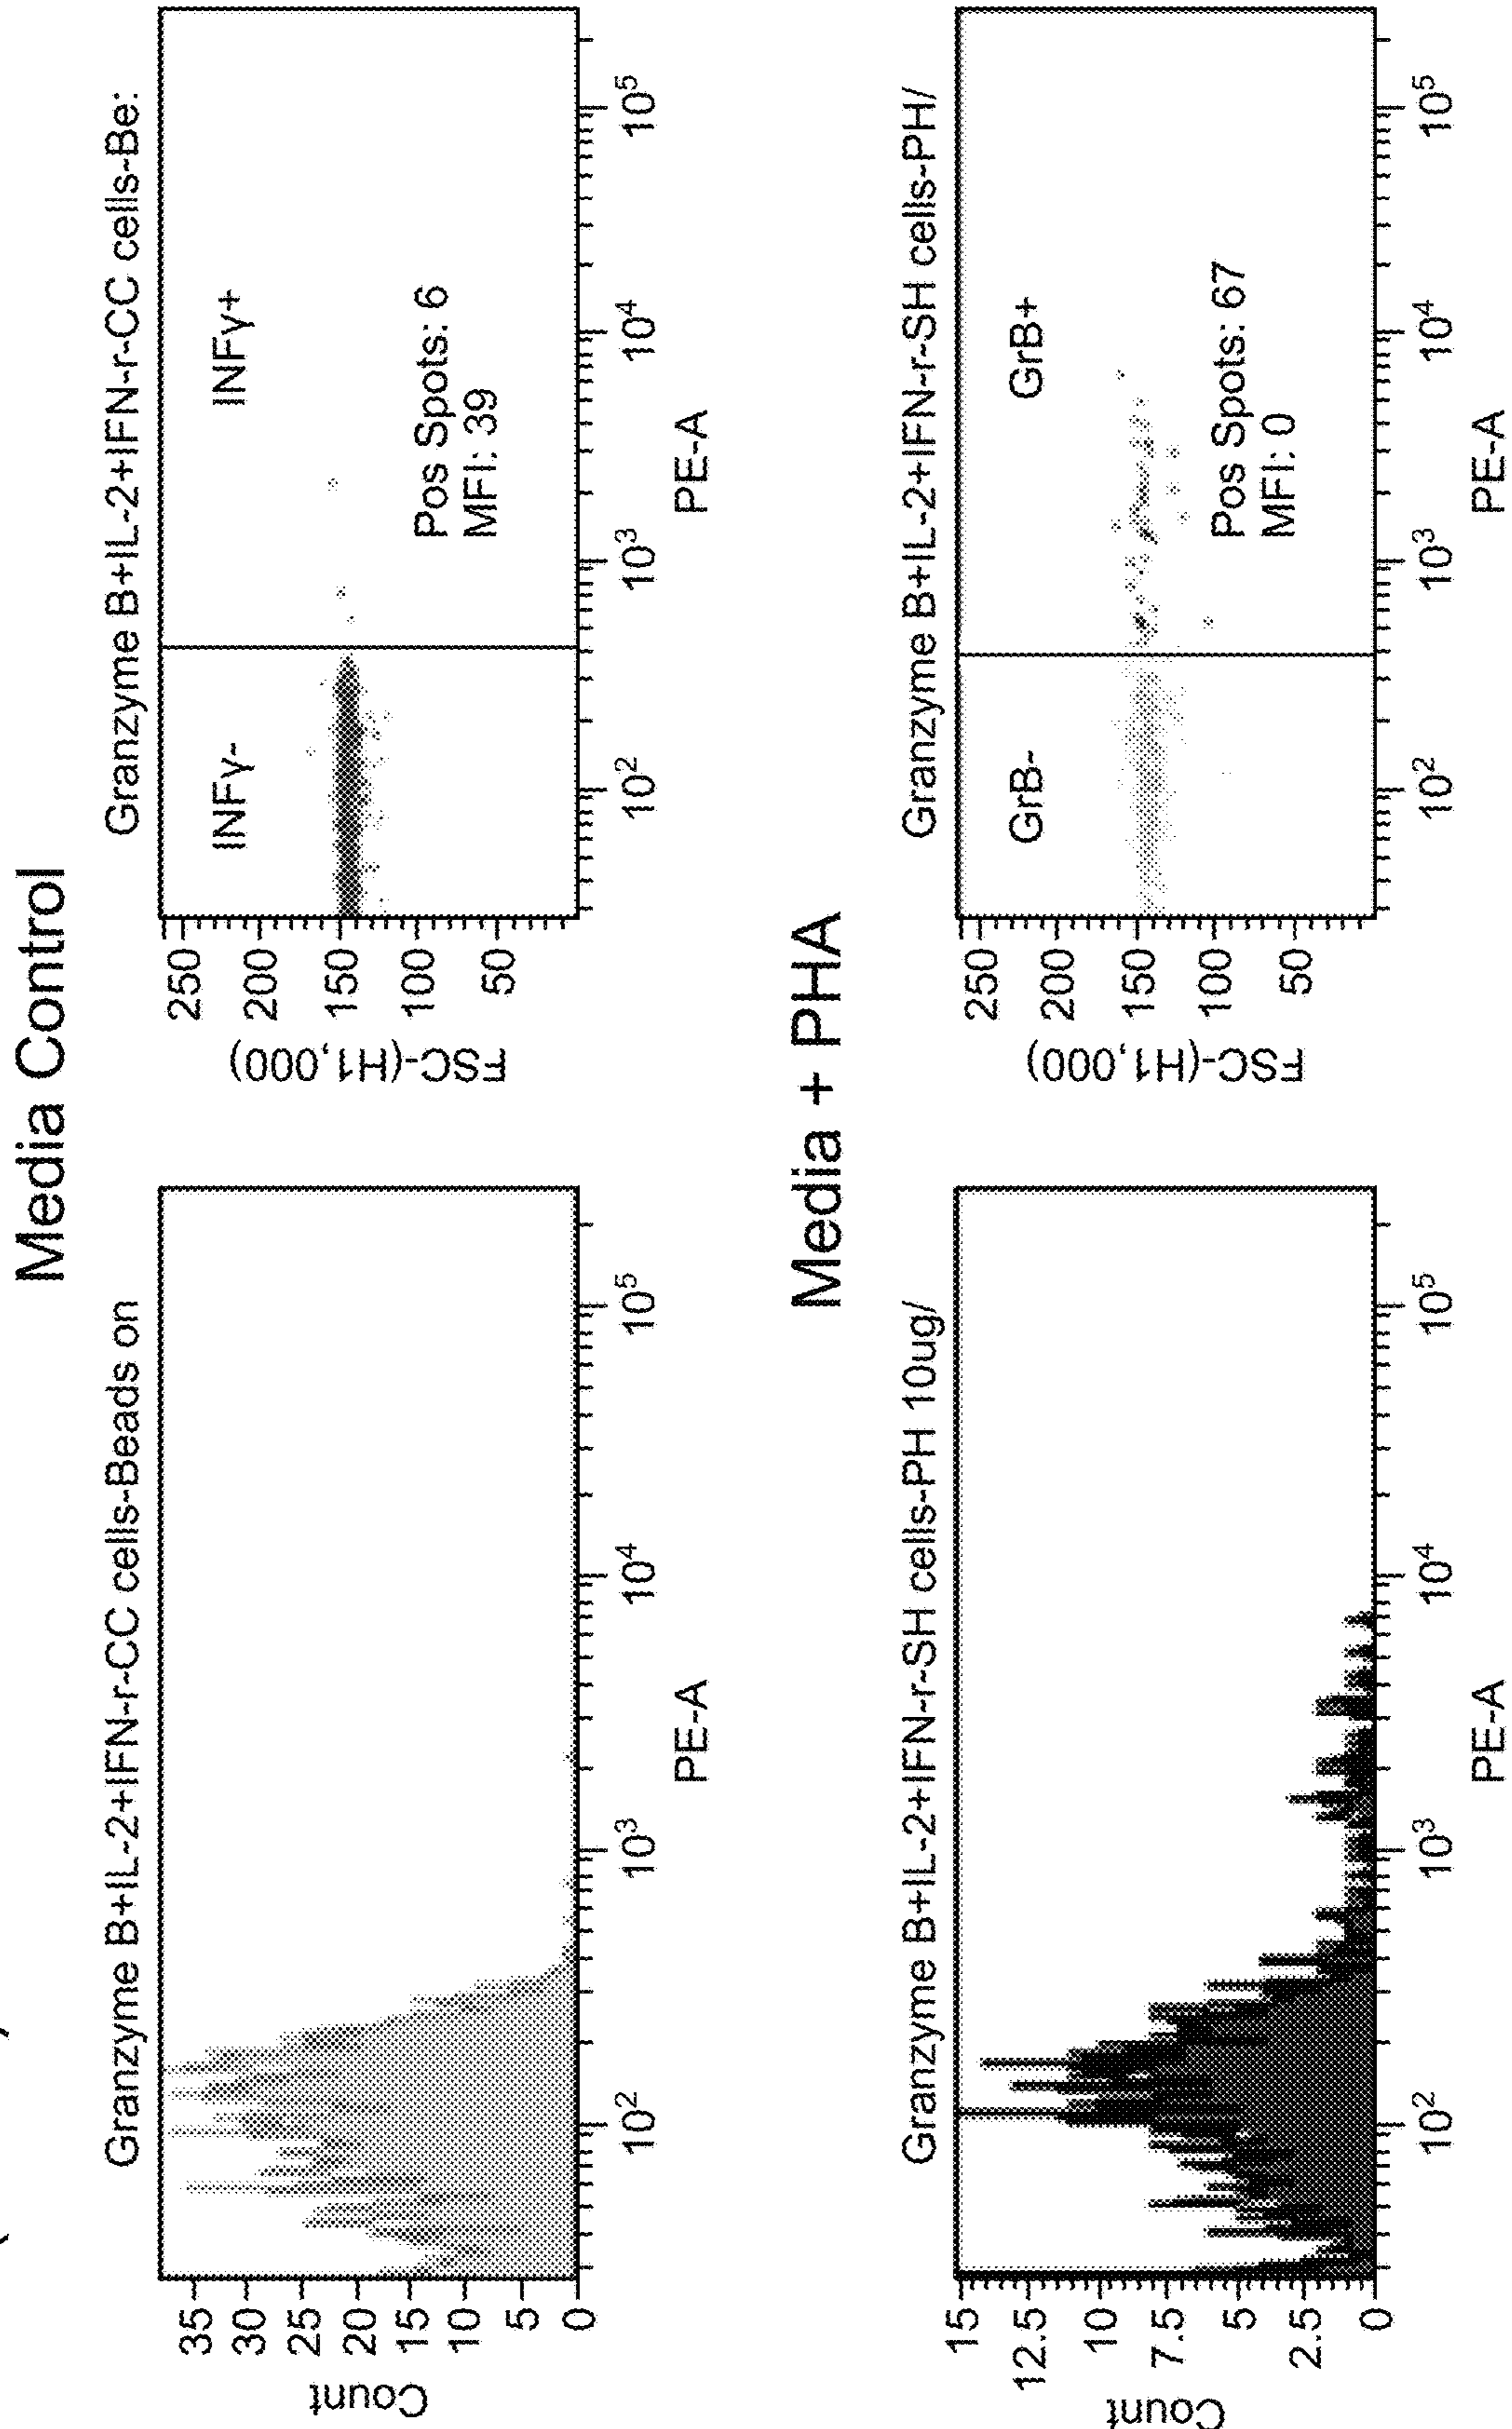 Media Control
Granzyme B+IL-2+IFN-r-CC cells-Beads on
Count
35
30
25
20
15
10
5
0
10²
10³
10⁴
10⁵
PE-A
Granzyme B+IL-2+IFN-r-CC cells-Be:
FSC-(H1,000)
250
200
150
100
50
INFγ-
INFγ+
Pos Spots: 6
MFI: 39
10²
10³
10⁴
10⁵
PE-A
Media + PHA
Granzyme B+IL-2+IFN-r-SH cells-PH 10ug/
Count
15
12.5
10
7.5
5
2.5
0
10²
10³
10⁴
10⁵
PE-A
Granzyme B+IL-2+IFN-r-SH cells-PH/
FSC-(H1,000)
250
200
150
100
50
GrB-
GrB+
Pos Spots: 67
MFI: 0
10²
10³
10⁴
10⁵
PE-A